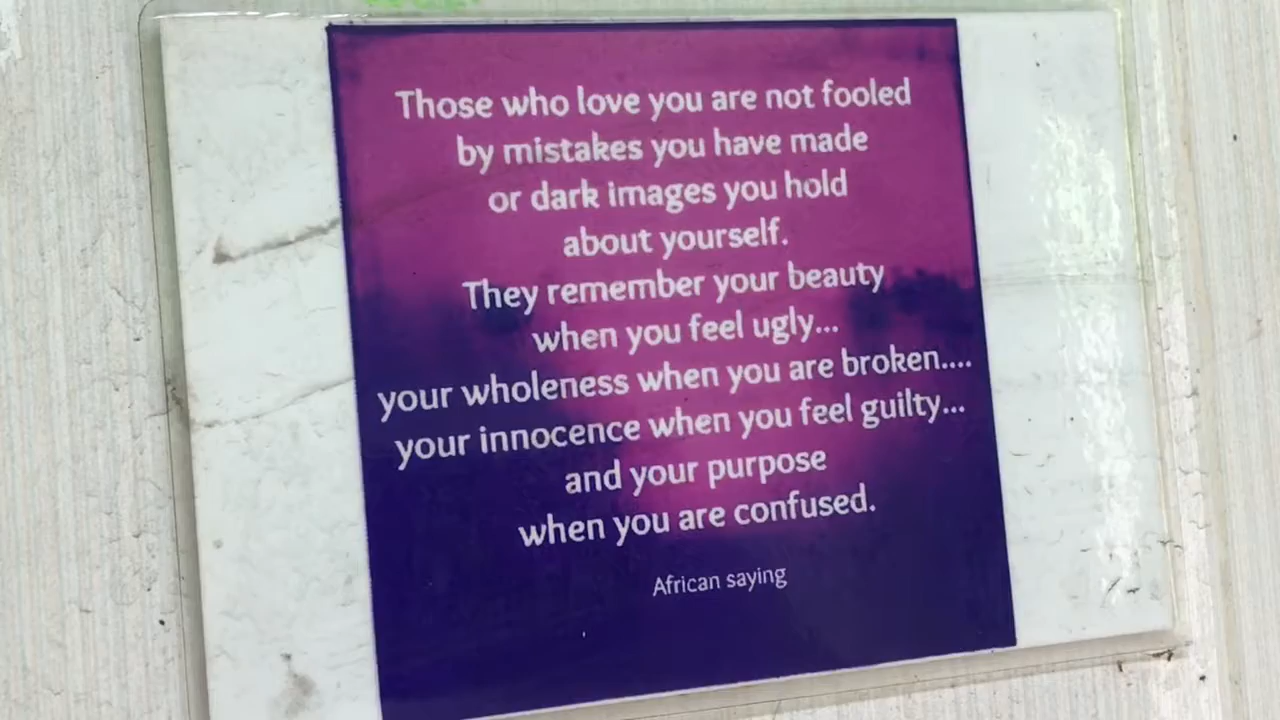 Those who love you are not fooled
by mistakes you have made
or dark images you hold
about yourself.
They remember your beauty
when you feel ugly...
your wholeness when you are broken....
your innocence when you feel guilty...
and your purpose
when you are confused.
African saying